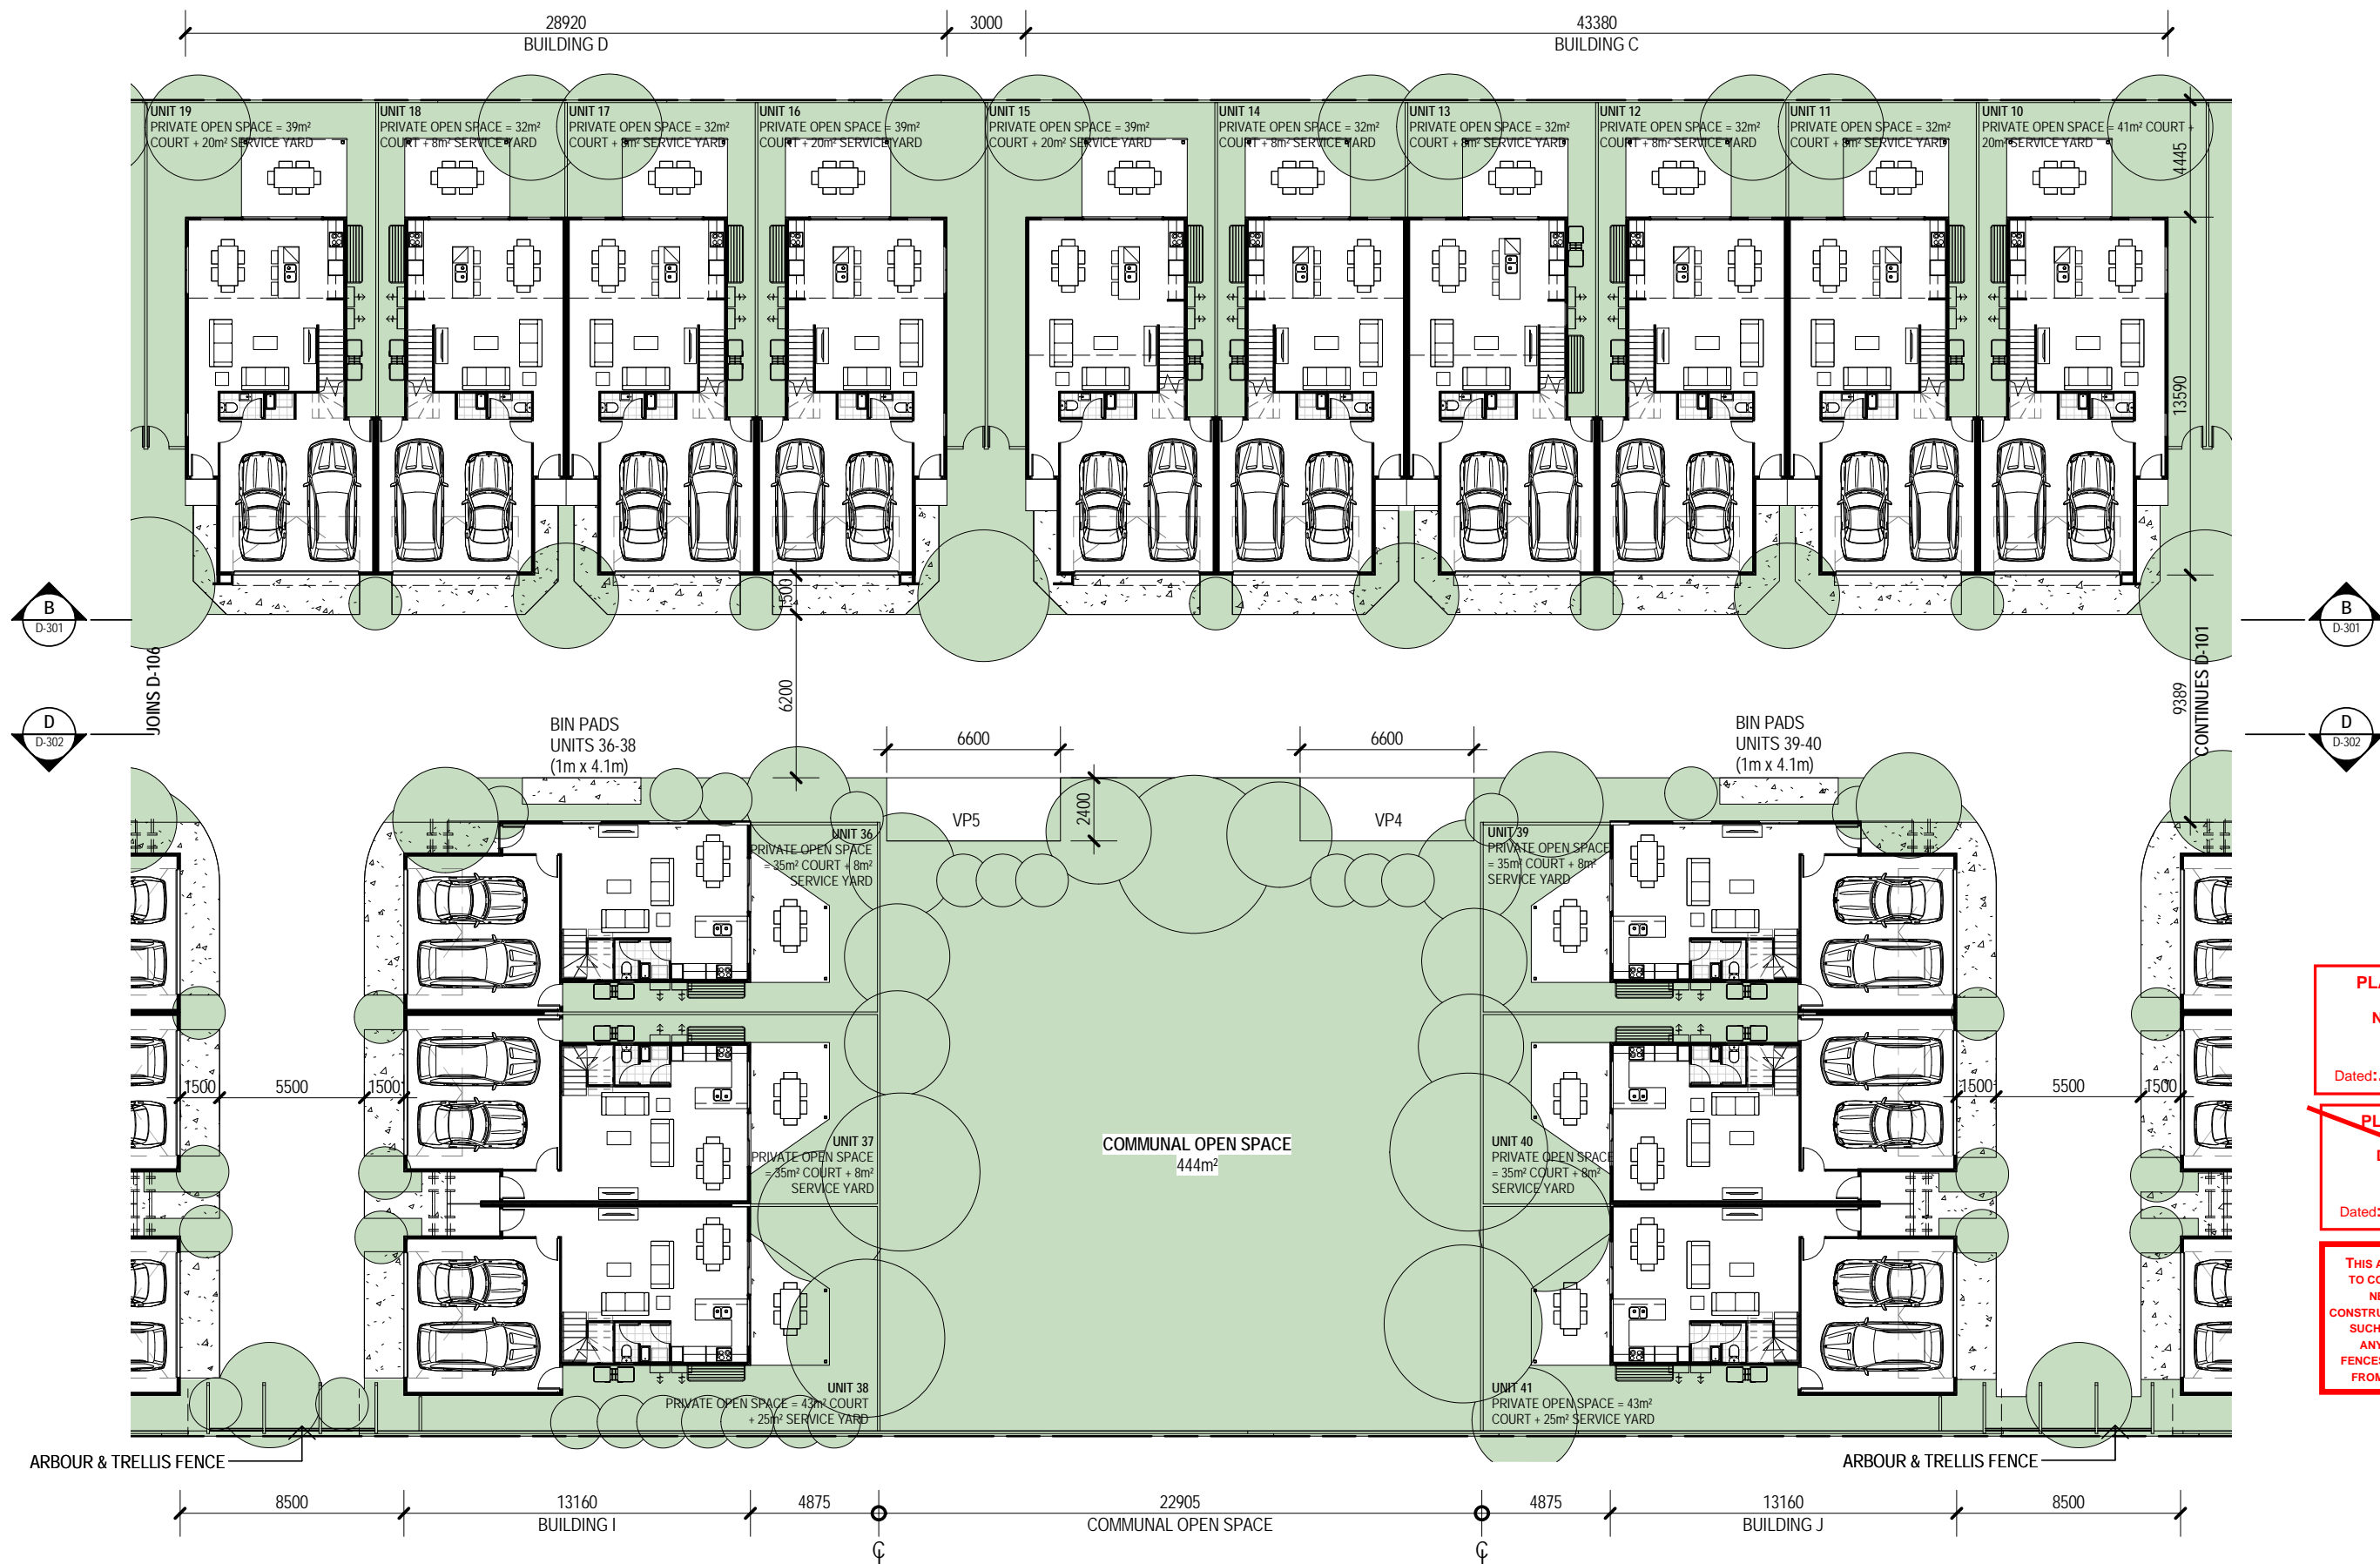 28920
BUILDING D
3000
43380
BUILDING C
UNIT 19
PRIVATE OPEN SPACE = 39m²
COURT + 20m² SERVICE YARD
UNIT 18
PRIVATE OPEN SPACE = 32m²
COURT + 8m² SERVICE YARD
UNIT 17
PRIVATE OPEN SPACE = 32m²
COURT + 8m² SERVICE YARD
UNIT 16
PRIVATE OPEN SPACE = 39m²
COURT + 20m² SERVICE YARD
UNIT 15
PRIVATE OPEN SPACE = 39m²
COURT + 20m² SERVICE YARD
UNIT 14
PRIVATE OPEN SPACE = 32m²
COURT + 8m² SERVICE YARD
UNIT 13
PRIVATE OPEN SPACE = 32m²
COURT + 8m² SERVICE YARD
UNIT 12
PRIVATE OPEN SPACE = 32m²
COURT + 8m² SERVICE YARD
UNIT 11
PRIVATE OPEN SPACE = 32m²
COURT + 8m² SERVICE YARD
UNIT 10
PRIVATE OPEN SPACE = 41m² COURT +
20m² SERVICE YARD
4445
13590
1500
B
D-301
B
D-301
JOINS D-106
6200
9389
CONTINUES D-101
D
D-302
D
D-302
BIN PADS
UNITS 36-38
(1m x 4.1m)
6600
6600
BIN PADS
UNITS 39-40
(1m x 4.1m)
2400
VP5
VP4
UNIT 36
PRIVATE OPEN SPACE
= 35m² COURT + 8m²
SERVICE YARD
UNIT 39
PRIVATE OPEN SPACE
= 35m² COURT + 8m²
SERVICE YARD
1500
5500
1500
1500
5500
1500
UNIT 37
PRIVATE OPEN SPACE
= 35m² COURT + 8m²
SERVICE YARD
COMMUNAL OPEN SPACE
444m²
UNIT 40
PRIVATE OPEN SPACE
= 35m² COURT + 8m²
SERVICE YARD
UNIT 38
PRIVATE OPEN SPACE = 43m² COURT
+ 25m² SERVICE YARD
UNIT 41
PRIVATE OPEN SPACE = 43m²
COURT + 25m² SERVICE YARD
Dated:
Dated:
THIS A
TO CO
NE
CONSTRU
SUCH
ANY
FENCES
FROM
ARBOUR & TRELLIS FENCE
ARBOUR & TRELLIS FENCE
8500
13160
BUILDING I
4875
22905
COMMUNAL OPEN SPACE
4875
13160
BUILDING J
8500